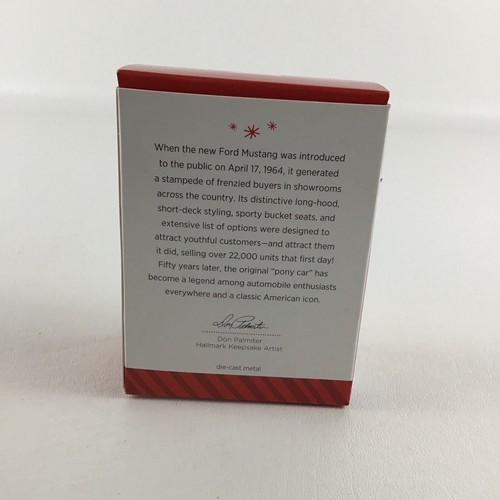 When the new Ford Mustang was introduced
to the public on April 17, 1964, it generated
a stampede of frenzied buyers in showrooms
across the country. Its distinctive long-hood,
short-deck styling, sporty bucket seats, and
extensive list of options were designed to
attract youthful customers—and attract them
it did, selling over 22,000 units that first day!
Fifty years later, the original "pony car" has
become a legend among automobile enthusiasts
everywhere and a classic American icon.
Don Palmiter
Don Palmiter
Hallmark Keepsake Artist
die-cast metal